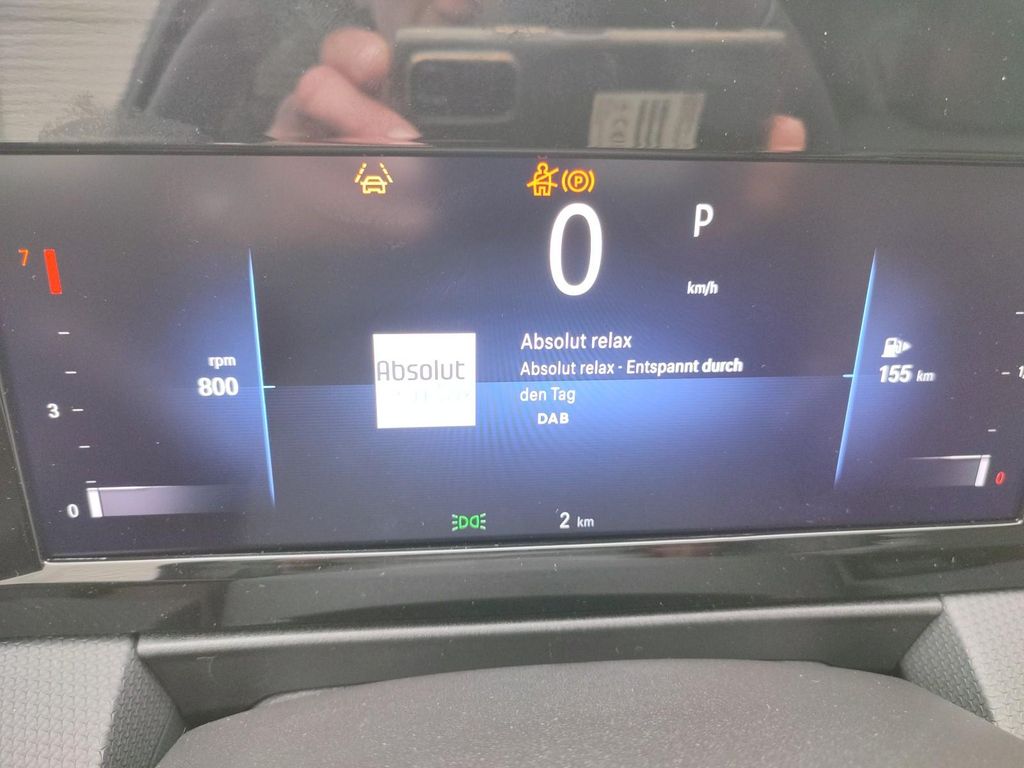 0
P
7
km/h
Absolut relax
Absolut
Absolut relax - Entspannt durch
den Tag
DAB
rpm
800
155 km
3
0
0
2 km